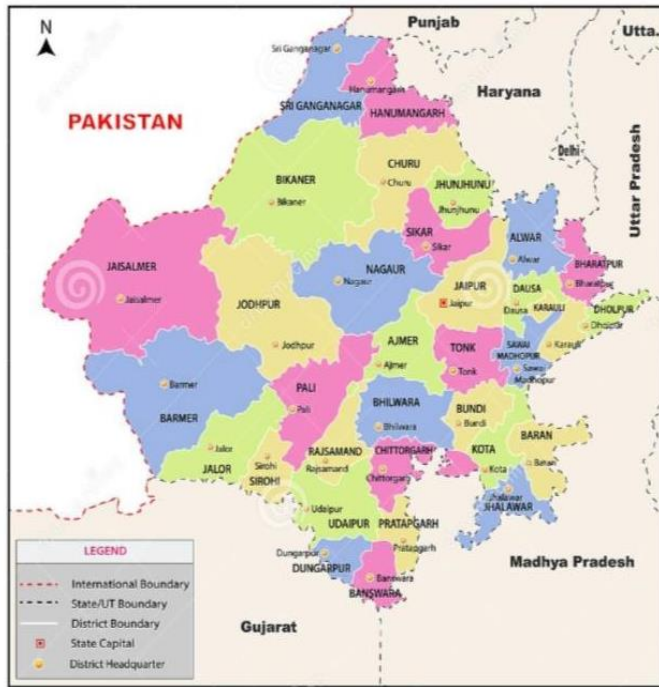 N
Punjab
Utta.
Sri Ganganagar
Hanumangarh
SRI GANGANAGAR
HANUMANGARH
Haryana
PAKISTAN
CHURU
Churu
Delhi
BIKANER
Bikaner
JHUNJHUNU
Jhunjhunu
Uttar Pradesh
SIKAR
Sikar
ALWAR
Alwar
JAISALMER
Jaisalmer
NAGAUR
Nagaur
BHARATPUR
JAIPUR
Jaipur
DAUSA
Dausa
KARAULI
DHOLPUR
JODHPUR
Jodhpur
AJMER
Ajmer
TONK
Tonk
SAWAI
MADHOPUR
Sawai
Madhopur
Karauli
Barmer
BARMER
PALI
Pali
BHILWARA
Bhilwara
BUNDI
Bundi
BARAN
Baran
Jalor
JALOR
Sirohi
SIROHI
RAJSAMAND
Rajsamand
CHITTORGARH
Chittorgarh
KOTA
Kota
Jhalawar
JHALAWAR
Udaipur
UDAIPUR
PRATAPGARH
Pratapgarh
Dungarpur
DUNGARPUR
Banswara
BANSWARA
Madhya Pradesh
Gujarat
LEGEND
International Boundary
State/UT Boundary
District Boundary
State Capital
District Headquarter